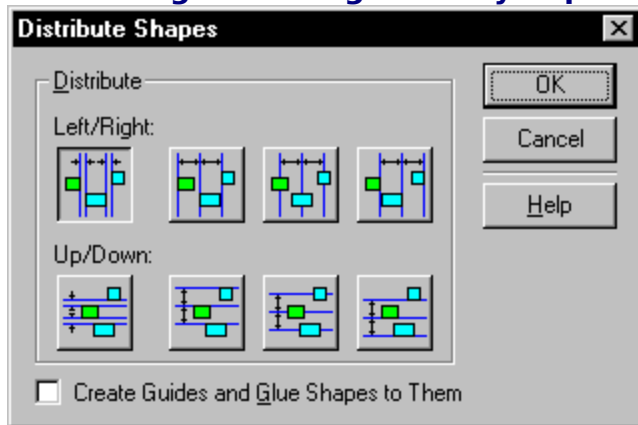 Distribute Shapes
Distribute
OK
Left/Right:
Cancel
Help
Up/Down:
Create Guides and Glue Shapes to Them